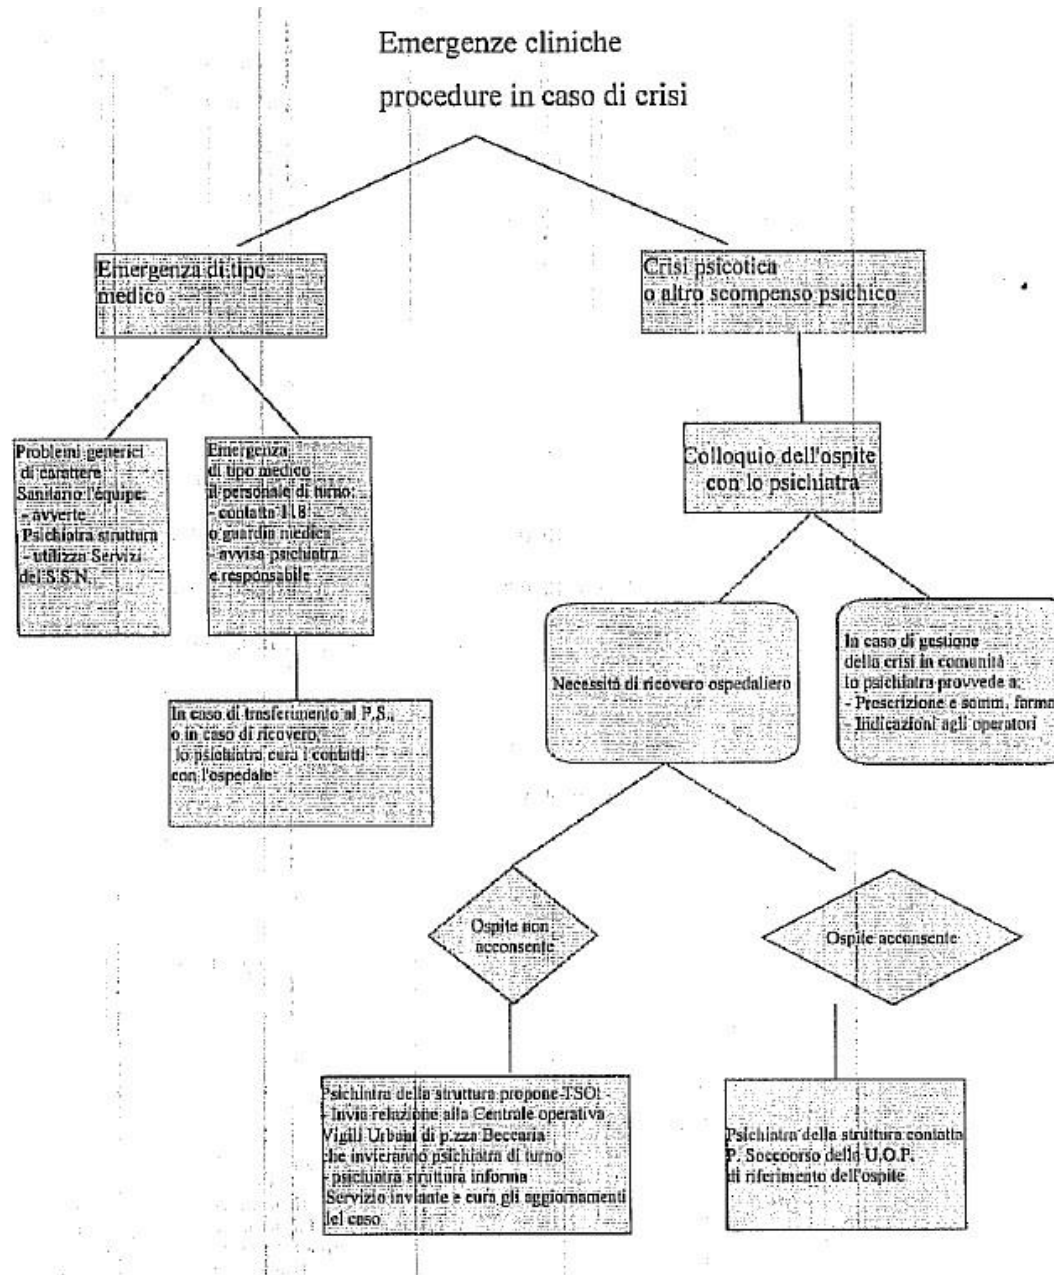 Emergenze cliniche
procedure in caso di crisi
Emergenza di tipo
medico
Crisi psicotica
o altro scompenso psichico
Problemi generici
di carattere
Sanitario l'équipe:
- avverte
Psichiatra struttura
- utilizza Servizi
del S.S.N.
Emergenza
di tipo medico
il personale di turno:
- contatta 118
o guardia medica
- avvisa psichiatra
e responsabile
Colloquio dell'ospite
con lo psichiatra
In caso di trasferimento al P.S.,
o in caso di ricovero,
lo psichiatra cura i contatti
con l'ospedale
Necessità di ricovero ospedaliero
In caso di gestione
della crisi in comunità
lo psichiatra provvede a:
- Prescrizione e somm. farma
- Indicazioni agli operatori
Ospite non
acconsente
Ospite acconsente
Psichiatra della struttura propone TSO:
- Invia relazione alla Centrale operativa
Vigili Urbani di p.zza Beccaria
che invieranno psichiatra di turno
- psichiatra struttura informa
Servizio inviante e cura gli aggiornamenti
del caso
Psichiatra della struttura contatta
P. Soccoorso della U.O.P.
di riferimento dell'ospite